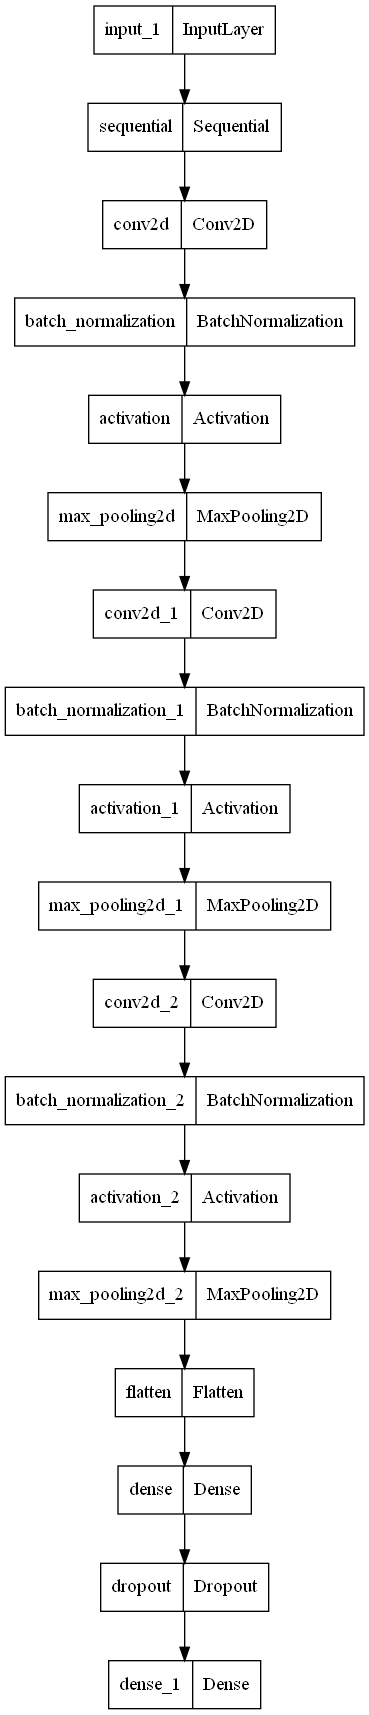 input_1 InputLayer
sequential Sequential
conv2d Conv2D
batch_normalization BatchNormalization
activation Activation
max_pooling2d MaxPooling2D
conv2d_1 Conv2D
batch_normalization_1 BatchNormalization
activation_1 Activation
max_pooling2d_1 MaxPooling2D
conv2d_2 Conv2D
batch_normalization_2 BatchNormalization
activation_2 Activation
max_pooling2d_2 MaxPooling2D
flatten Flatten
dense Dense
dropout Dropout
dense_1 Dense